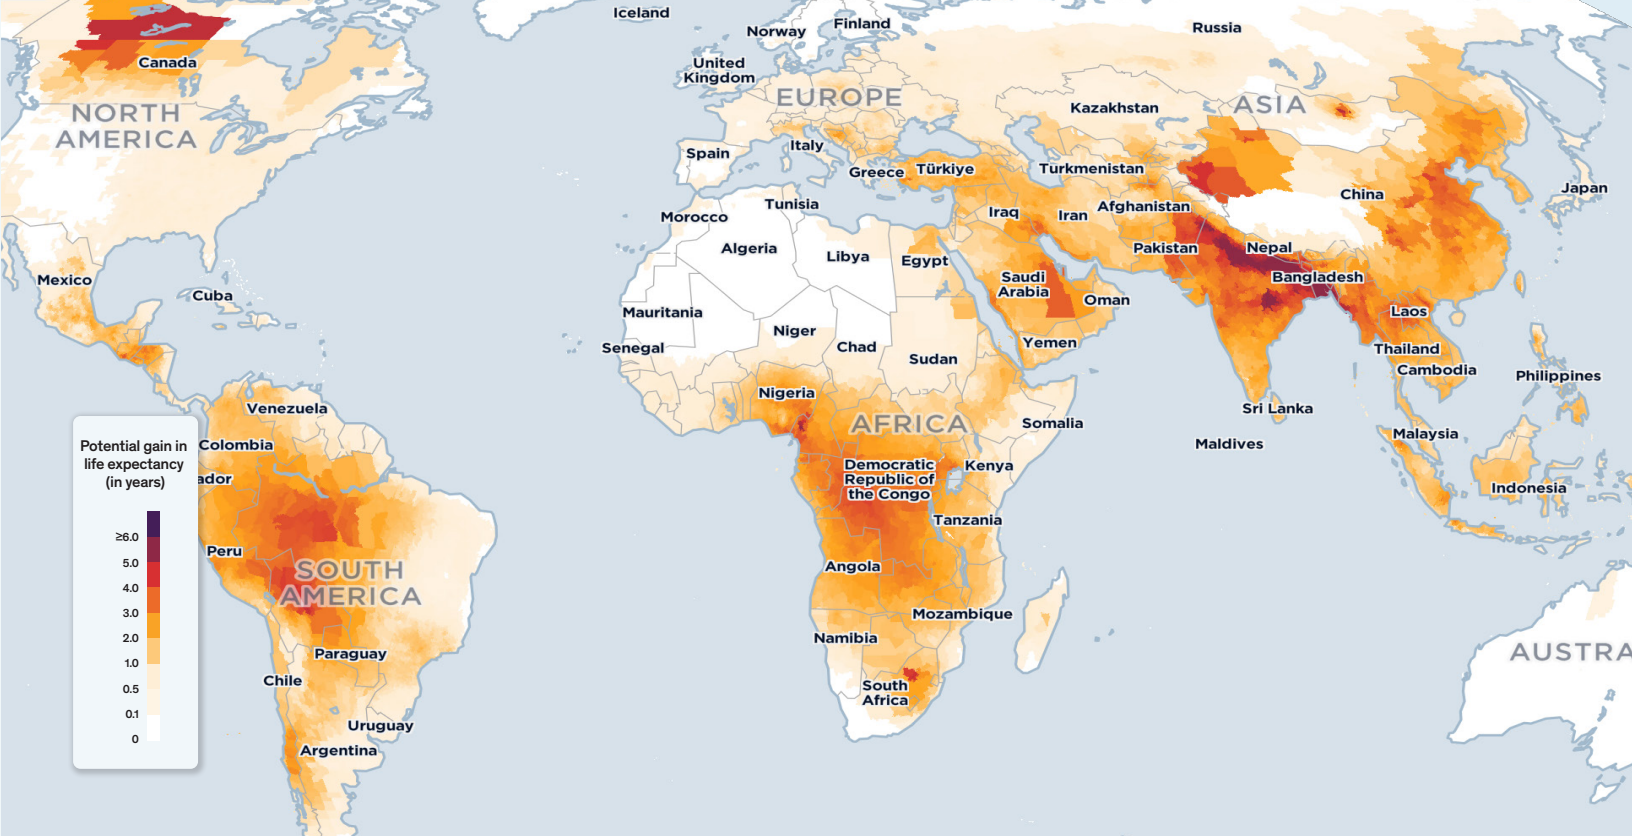 Iceland
Norway
Finland
Russia
Canada
United
Kingdom
NORTH
AMERICA
EUROPE
ASIA
Kazakhstan
Spain
Italy
Greece
Türkiye
Turkmenistan
China
Japan
Morocco
Tunisia
Iraq
Iran
Afghanistan
Algeria
Libya
Egypt
Pakistan
Nepal
Mexico
Cuba
Saudi
Arabia
Bangladesh
Oman
Mauritania
Niger
Laos
Senegal
Chad
Sudan
Yemen
Thailand
Cambodia
Philippines
Nigeria
Venezuela
AFRICA
Somalia
Sri Lanka
Maldives
Malaysia
Colombia
ador
Democratic
Republic of
the Congo
Kenya
Indonesia
Tanzania
Peru
SOUTH
AMERICA
Angola
Mozambique
Namibia
Paraguay
AUSTRA
Chile
South
Africa
Uruguay
Argentina
Potential gain in
life expectancy
(in years)
≥6.0
5.0
4.0
3.0
2.0
1.0
0.5
0.1
0